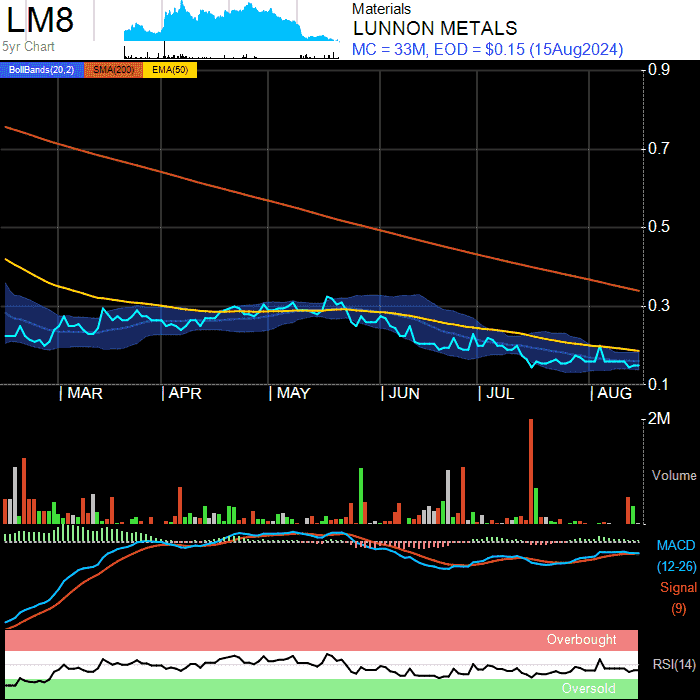 LM8
5yr Chart
Materials
LUNNON METALS
MC = 33M, EOD = $0.15 (15Aug2024)
BollBands(20,2) SMA(200) EMA(50)
0.9
0.7
0.5
0.3
0.1
MAR APR MAY JUN JUL AUG
2M
Volume
MACD
(12-26)
Signal
(9)
Overbought
RSI(14)
Oversold